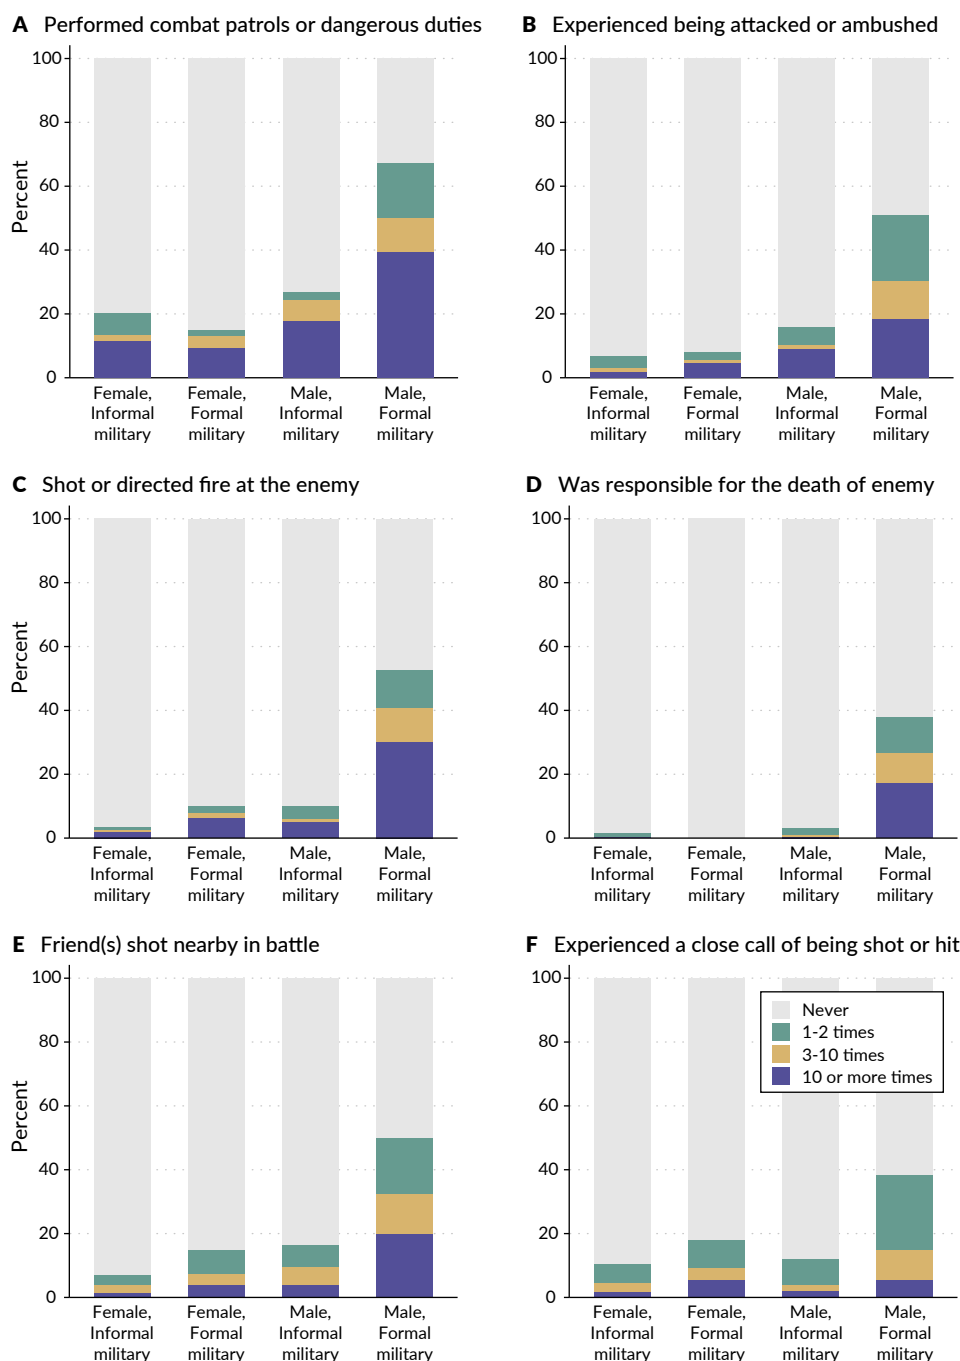 A Performed combat patrols or dangerous duties
100
80
60
40
20
0
Percent
Female,
Informal
military
Female,
Formal
military
Male,
Informal
military
Male,
Formal
military
B Experienced being attacked or ambushed
100
80
60
40
20
0
Female,
Informal
military
Female,
Formal
military
Male,
Informal
military
Male,
Formal
military
C Shot or directed fire at the enemy
100
80
60
40
20
0
Percent
Female,
Informal
military
Female,
Formal
military
Male,
Informal
military
Male,
Formal
military
D Was responsible for the death of enemy
100
80
60
40
20
0
Female,
Informal
military
Female,
Formal
military
Male,
Informal
military
Male,
Formal
military
E Friend(s) shot nearby in battle
100
80
60
40
20
0
Percent
Female,
Informal
military
Female,
Formal
military
Male,
Informal
military
Male,
Formal
military
F Experienced a close call of being shot or hit
100
80
60
40
20
0
Never
1-2 times
3-10 times
10 or more times
Female,
Informal
military
Female,
Formal
military
Male,
Informal
military
Male,
Formal
military